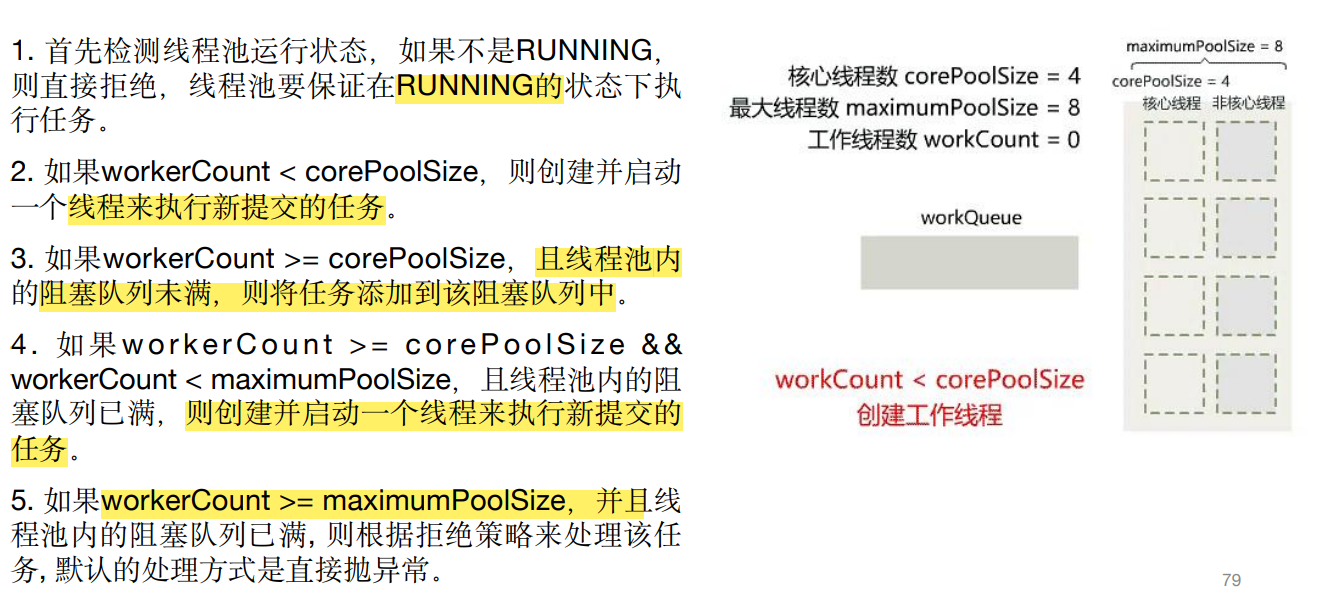 1. 首先检测线程池运行状态，如果不是RUNNING，
则直接拒绝，线程池要保证在RUNNING的状态下执
行任务。
2. 如果workerCount < corePoolSize，则创建并启动
一个线程来执行新提交的任务。
3. 如果workerCount >= corePoolSize，且线程池内
的阻塞队列未满，则将任务添加到该阻塞队列中。
4. 如果workerCount >= corePoolSize &&
workerCount < maximumPoolSize，且线程池内的阻
塞队列已满，则创建并启动一个线程来执行新提交的
任务。
5. 如果workerCount >= maximumPoolSize，并且线
程池内的阻塞队列已满, 则根据拒绝策略来处理该任
务, 默认的处理方式是直接抛异常。
核心线程数 corePoolSize = 4
最大线程数 maximumPoolSize = 8
工作线程数 workCount = 0
workQueue
workCount < corePoolSize
创建工作线程
maximumPoolSize = 8
corePoolSize = 4
核心线程 非核心线程
79